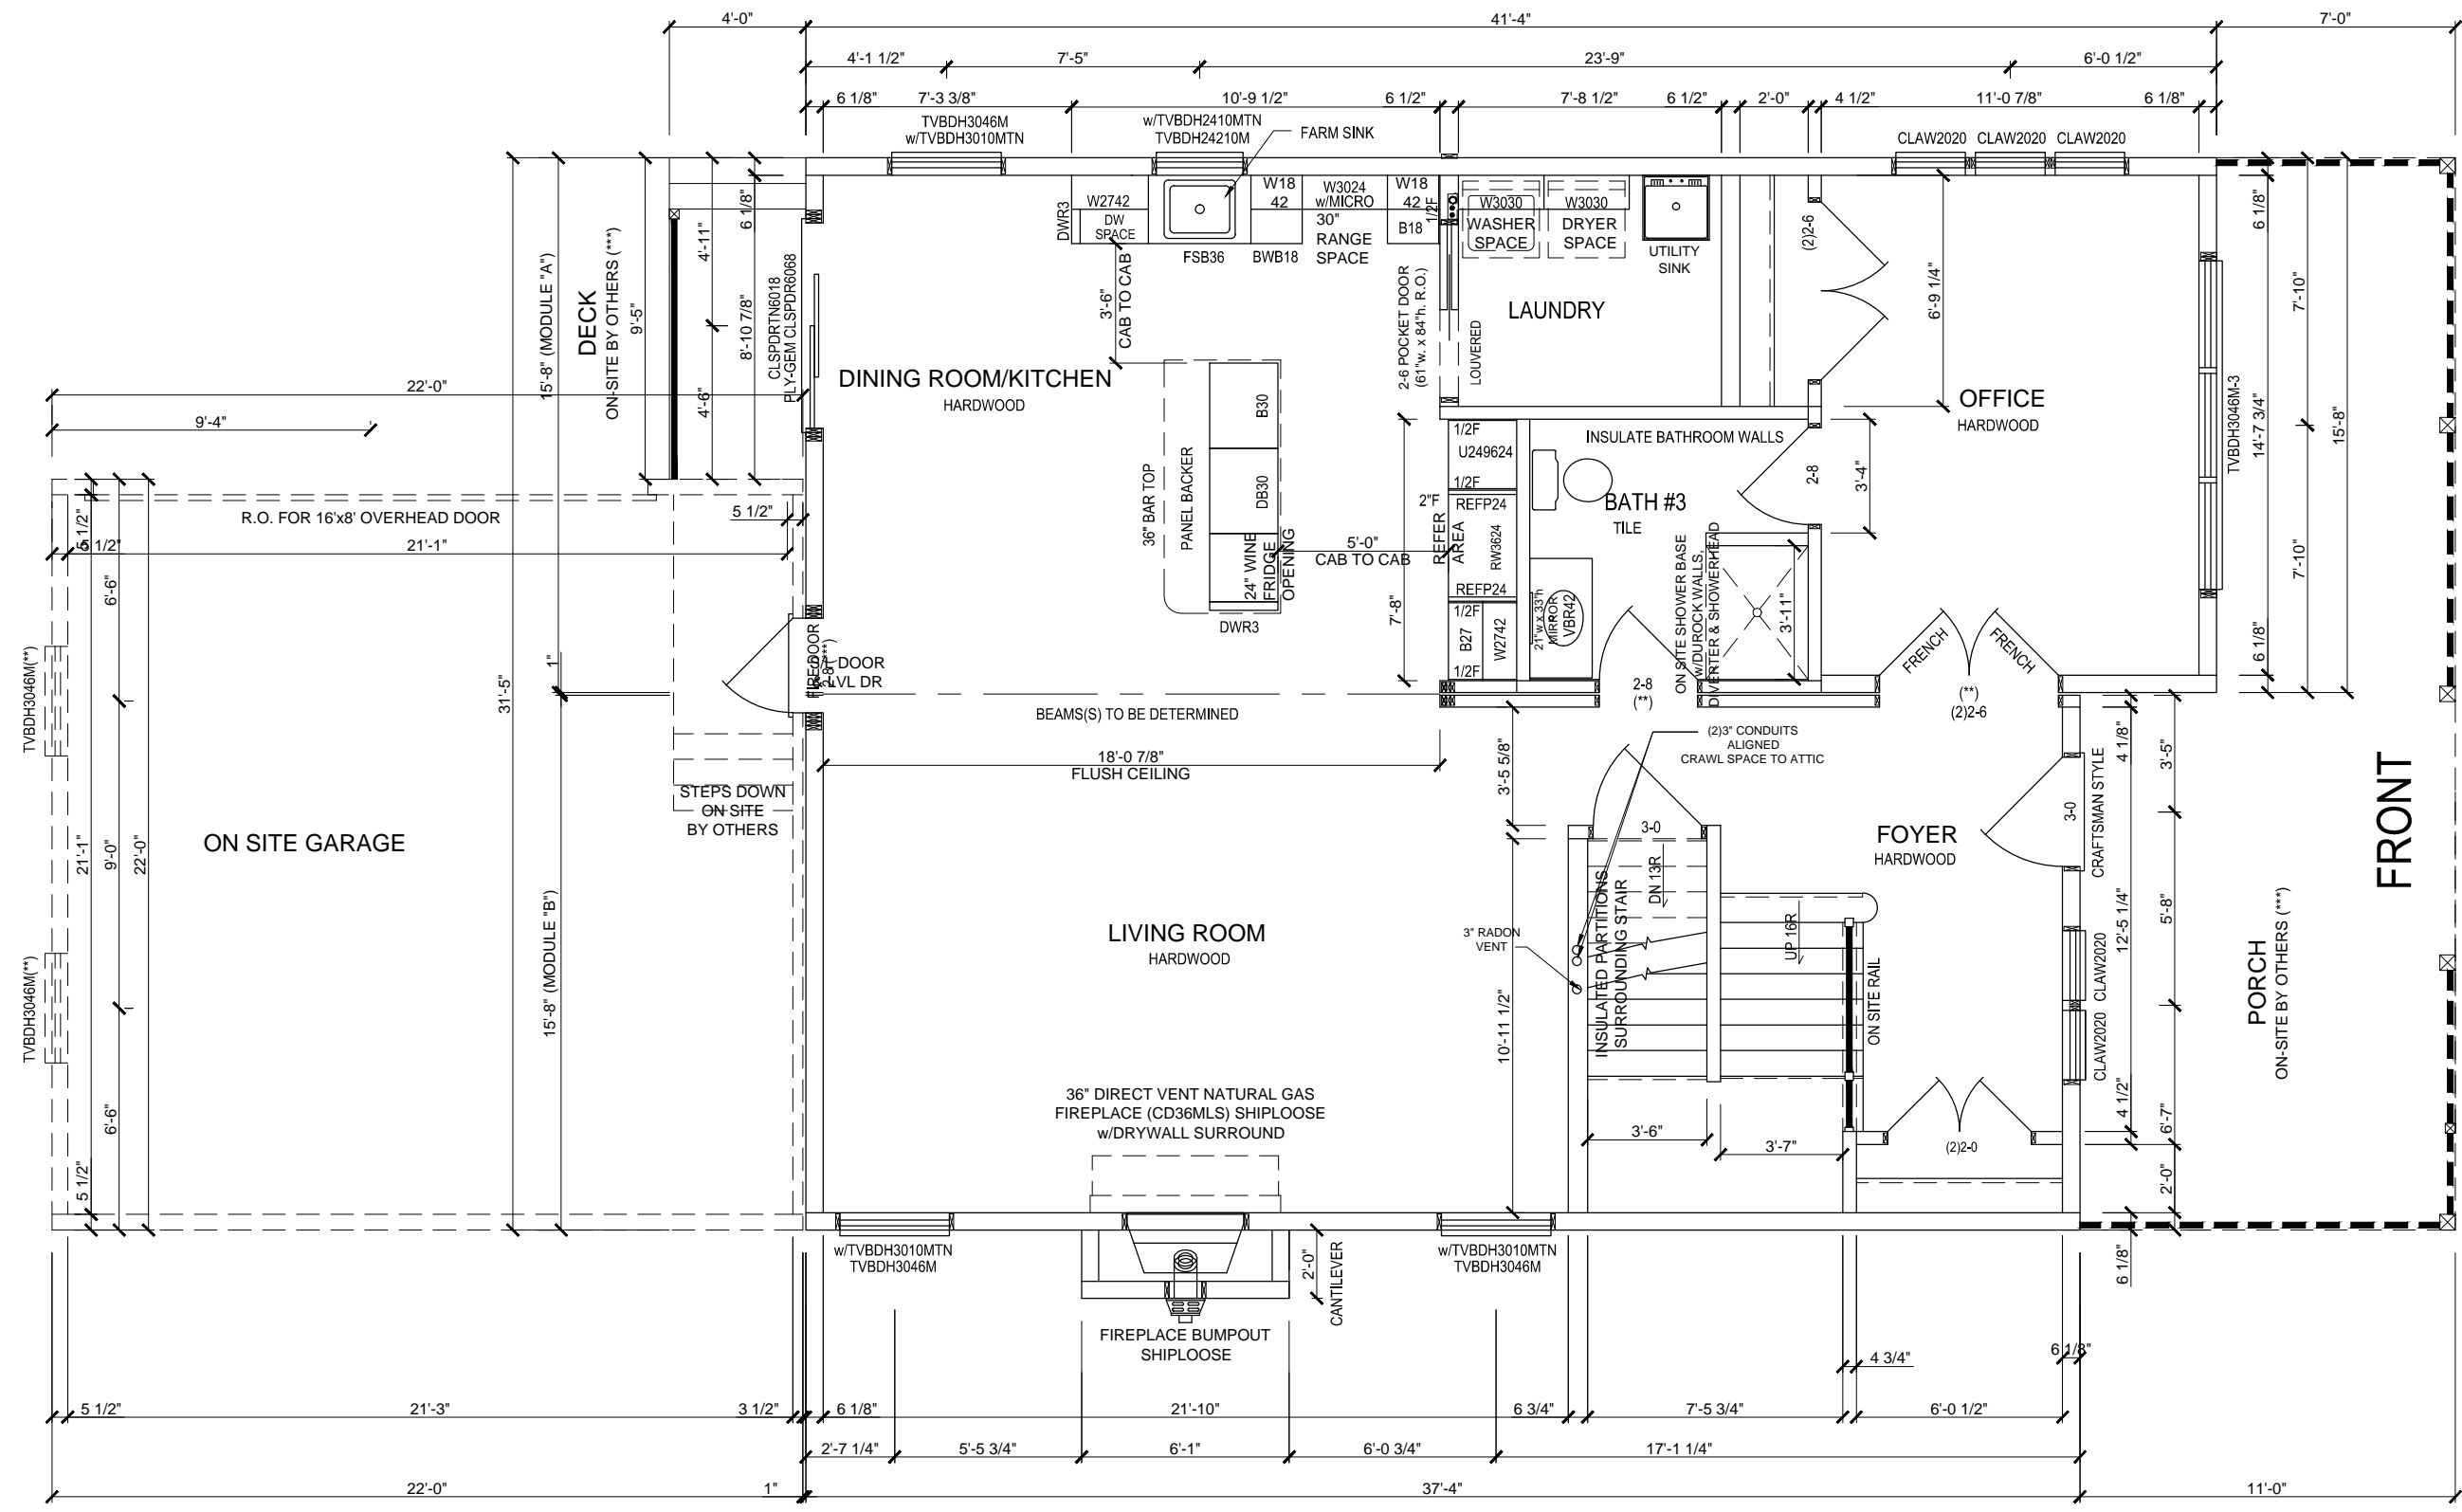 4'-0"
41'-4"
7'-0"
4'-1 1/2"
7'-5"
23'-9"
6'-0 1/2"
6 1/8"
7'-3 3/8"
10'-9 1/2"
6 1/2"
7'-8 1/2"
6 1/2"
2'-0"
4 1/2"
11'-0 7/8"
6 1/8"
TVBDH3046M
w/TVBDH3010MTN
w/TVBDH2410MTN
TVBDH24210M
FARM SINK
CLAW2020
CLAW2020
CLAW2020
DWR3
W2742
DW
SPACE
FSB36
W18
42
BWB18
W3024
w/MICRO
30"
RANGE
SPACE
W18
42
B18
1/2F
W3030
WASHER
SPACE
W3030
DRYER
SPACE
UTILITY
SINK
(2)2-6
6'-9 1/4"
LAUNDRY
LOUVERED
2-6 POCKET DOOR
(61"w. x 84"h. R.O.)
3'-6"
CAB TO CAB
DINING ROOM/KITCHEN
HARDWOOD
OFFICE
HARDWOOD
TVBDH3046M-3
6 1/8"
14'-7 3/4"
6 1/8"
7'-10"
7'-10"
15'-8"
DECK
ON-SITE BY OTHERS (***)
9'-5"
4'-11"
4'-6"
6 1/8"
8'-10 7/8"
CLSPDRTN6018
PLY-GEM CLSPDR6068
15'-8" (MODULE "A")
22'-0"
9'-4"
R.O. FOR 16'x8' OVERHEAD DOOR
5 1/2"
5 1/2"
5 1/2"
21'-1"
36" BAR TOP
PANEL BACKER
B30
DB30
24" WINE
FRIDGE
OPENING
DWR3
5'-0"
CAB TO CAB
7'-8"
1/2F
U249624
1/2F
2"F
REFP24
REFER
AREA
RW3624
REFP24
1/2F
B27
W2742
1/2F
INSULATE BATHROOM WALLS
BATH #3
TILE
2-8
3'-4"
21"w x 33"h
MIRROR
VBR42
ON SITE SHOWER BASE
w/DUROCK WALLS,
DIVERTER & SHOWERHEAD
3'-11"
2-8
(**)
FRENCH
FRENCH
(**)
(2)2-6
TVBDH3046M(**)
TVBDH3046M(**)
6'-6"
9'-0"
6'-6"
21'-1"
22'-0"
5 1/2"
31'-5"
1"
15'-8" (MODULE "B")
FIRE DOOR
2-8(***)
DOOR
LVL DR
BEAMS(S) TO BE DETERMINED
18'-0 7/8"
FLUSH CEILING
STEPS DOWN
ON SITE
BY OTHERS
ON SITE GARAGE
(2)3" CONDUITS
ALIGNED
CRAWL SPACE TO ATTIC
3'-5 5/8"
10'-11 1/2"
3-0
DN 13R
INSULATED PARTITIONS
SURROUNDING STAIR
UP 16R
ON SITE RAIL
3" RADON
VENT
LIVING ROOM
HARDWOOD
FOYER
HARDWOOD
3-0
CRAFTSMAN STYLE
4 1/8"
12'-5 1/4"
4 1/2"
3'-5"
5'-8"
6'-7"
2'-0"
6 1/8"
CLAW2020
CLAW2020
FRONT
PORCH
ON-SITE BY OTHERS (***)
36" DIRECT VENT NATURAL GAS
FIREPLACE (CD36MLS) SHIPLOOSE
w/DRYWALL SURROUND
3'-6"
3'-7"
(2)2-0
w/TVBDH3010MTN
TVBDH3046M
2'-0"
CANTILEVER
w/TVBDH3010MTN
TVBDH3046M
FIREPLACE BUMPOUT
SHIPLOOSE
4 3/4"
6 1/8"
5 1/2"
21'-3"
3 1/2"
6 1/8"
21'-10"
6 3/4"
7'-5 3/4"
6'-0 1/2"
2'-7 1/4"
5'-5 3/4"
6'-1"
6'-0 3/4"
17'-1 1/4"
22'-0"
1"
37'-4"
11'-0"